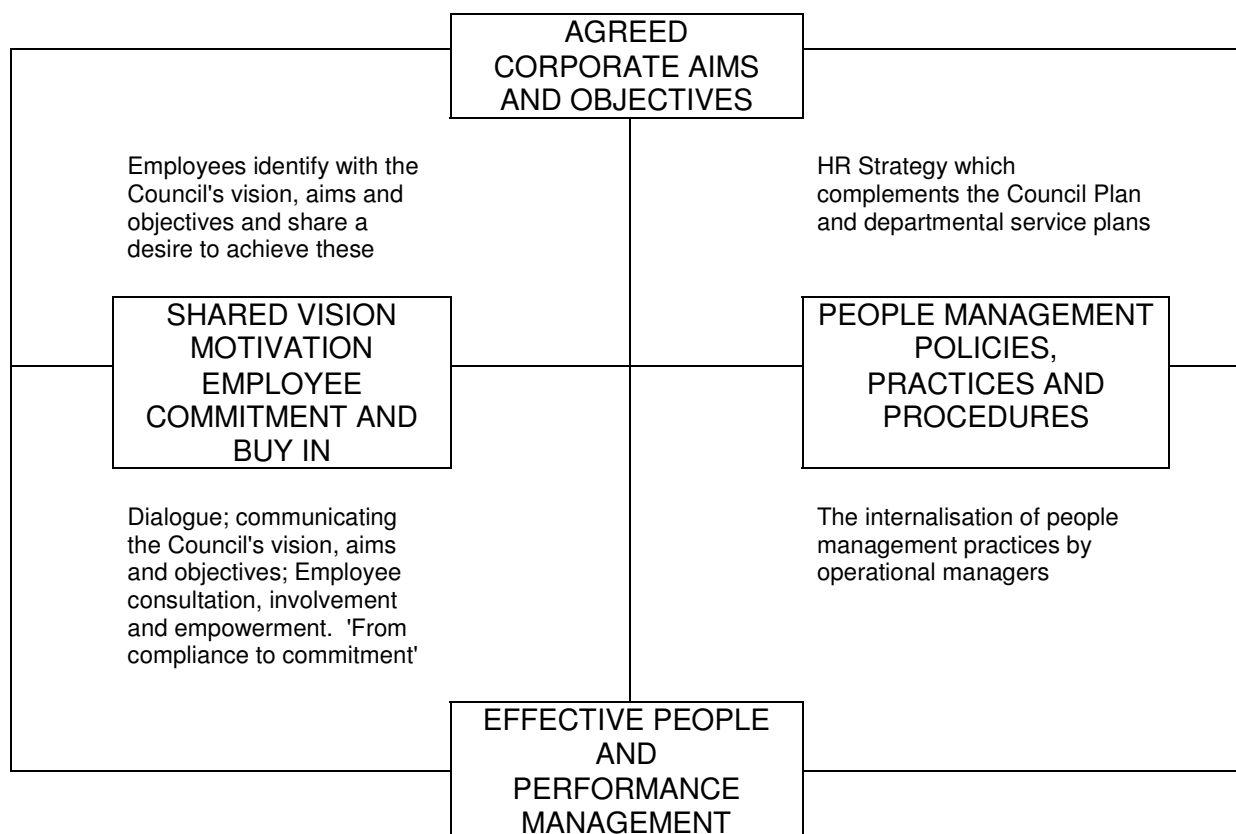 AGREED
CORPORATE AIMS
AND OBJECTIVES
Employees identify with the
Council's vision, aims and
objectives and share a
desire to achieve these
HR Strategy which
complements the Council Plan
and departmental service plans
SHARED VISION
MOTIVATION
EMPLOYEE
COMMITMENT AND
BUY IN
PEOPLE MANAGEMENT
POLICIES,
PRACTICES AND
PROCEDURES
Dialogue; communicating
the Council's vision, aims
and objectives; Employee
consultation, involvement
and empowerment.  'From
compliance to commitment'
The internalisation of people
management practices by
operational managers
EFFECTIVE PEOPLE
AND
PERFORMANCE
MANAGEMENT